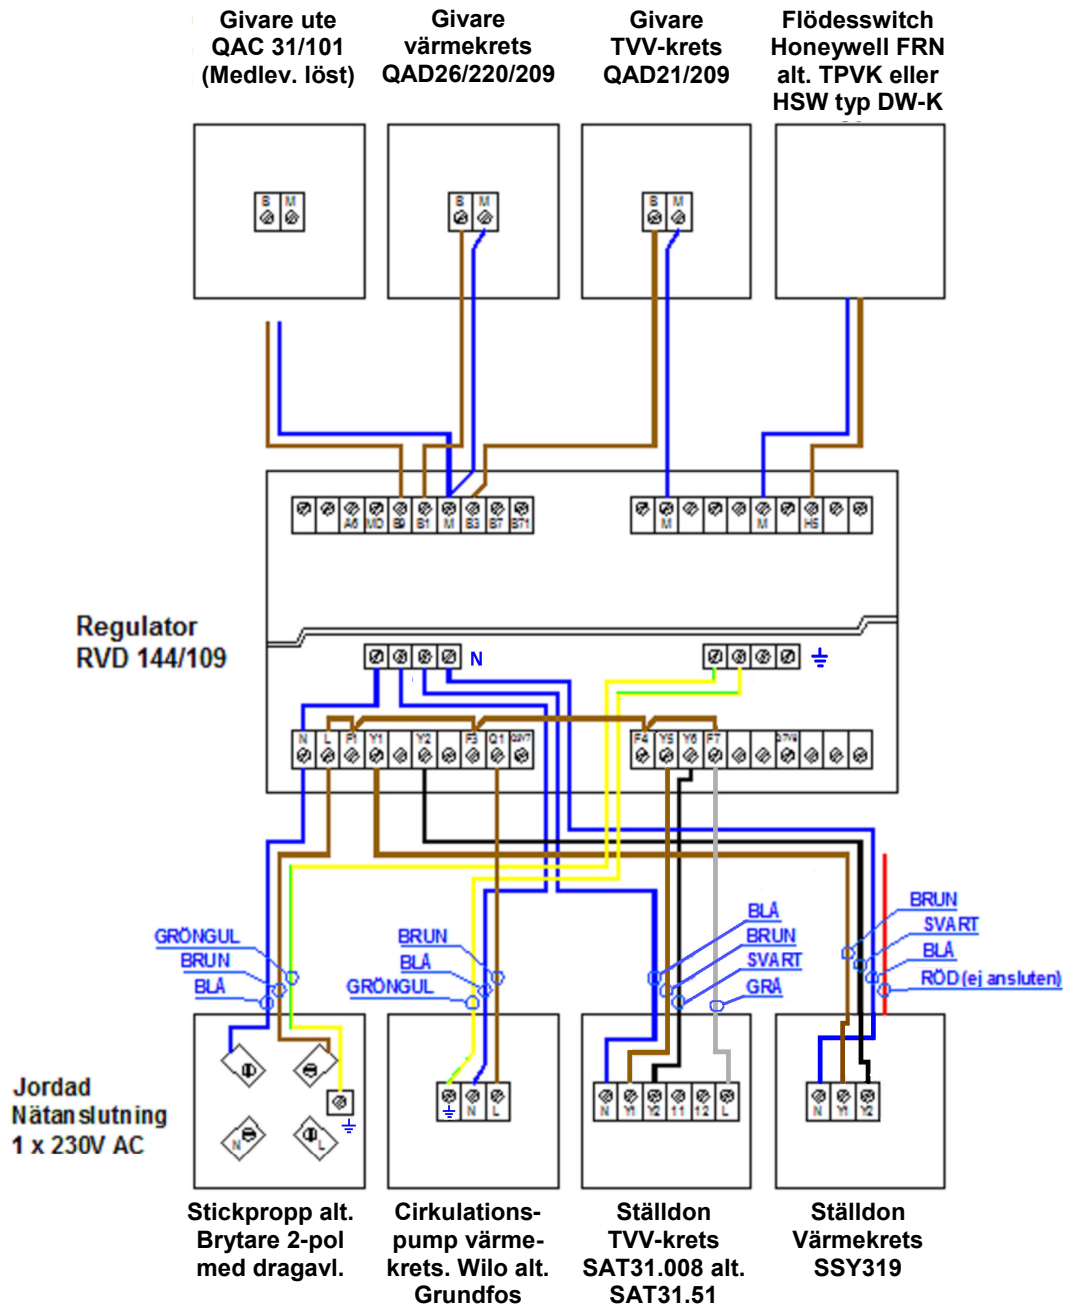 Givare ute
QAC 31/101
(Medlev. löst)
Givare
värmekrets
QAD26/220/209
Givare
TVV-krets
QAD21/209
Flödesswitch
Honeywell FRN
alt. TPVK eller
HSW typ DW-K
B M
B M
B M
A6 MD B9 B1 M B3 B7 B71
M M H5
Regulator
RVD 144/109
N
N L F1 Y1 Y2 F3 Q1
F4 Y5 Y6 F7
GRÖNGUL
BRUN
BLÅ
BRUN
BLÅ
GRÖNGUL
BLÅ
BRUN
SVART
GRÅ
BRUN
SVART
BLÅ
RÖD (ej ansluten)
Jordad
Nätanslutning
1 x 230V AC
N L
N L
N Y1 Y2 11 12 L
N Y1 Y2
Stickpropp alt.
Brytare 2-pol
med dragavl.
Cirkulations-
pump värme-
krets. Wilo alt.
Grundfos
Ställdon
TVV-krets
SAT31.008 alt.
SAT31.51
Ställdon
Värmekrets
SSY319